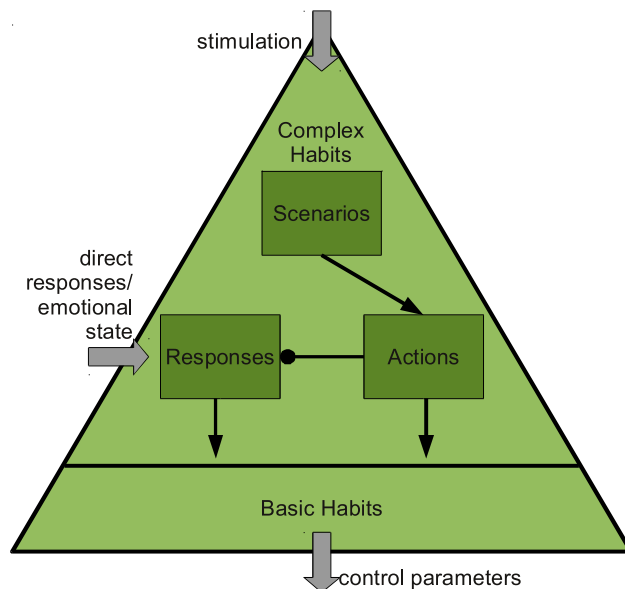 stimulation
Complex
Habits
Scenarios
direct
responses/
emotional
state
Responses
Actions
Basic Habits
control parameters